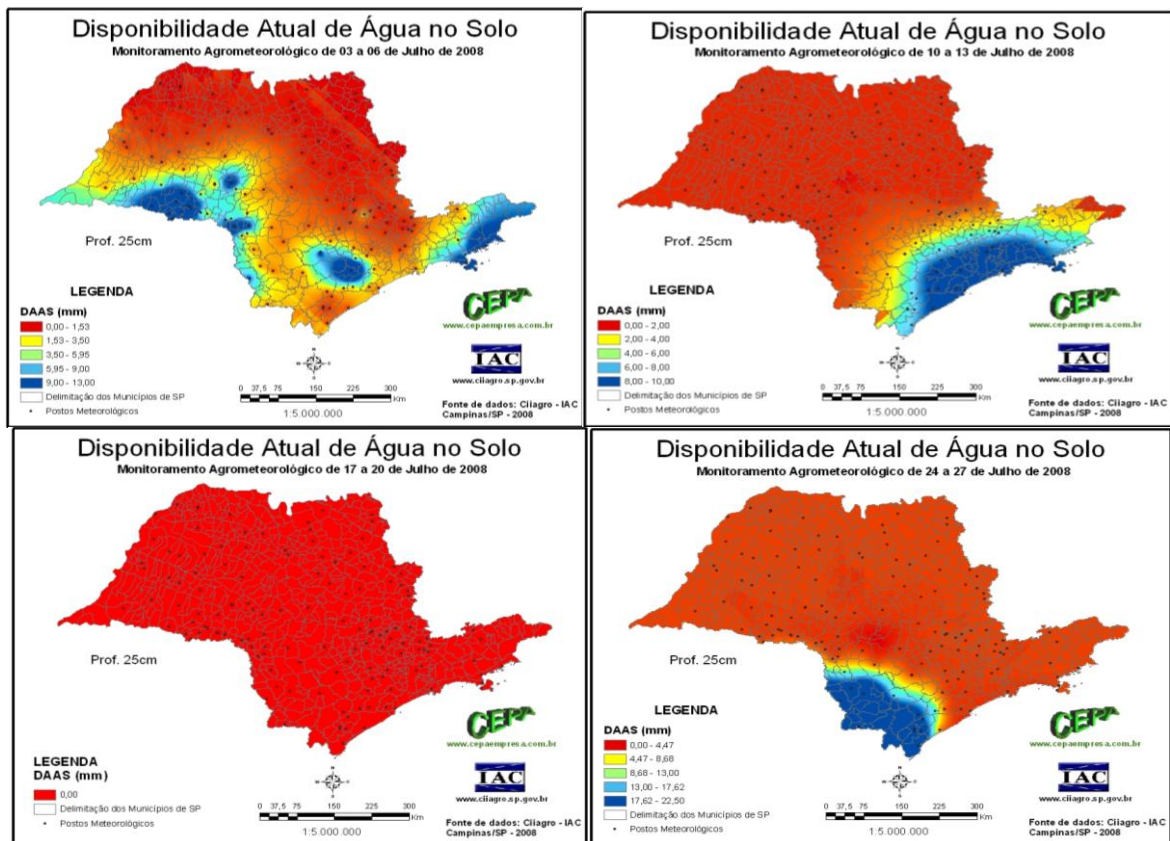 Disponibilidade Atual de Água no Solo
Monitoramento Agrometeorológico de 03 a 06 de Julho de 2008
Prof. 25cm
LEGENDA
DAAS (mm)
0,00 - 1,53
1,53 - 3,50
3,50 - 5,95
5,95 - 9,00
9,00 - 13,00
Delimitação dos Municípios de SP
Postos Meteorológicos
0 37,5 75 150 225 300
Km
1:5.000.000
CEPA
www.cepaempresa.com.br
IAC
www.ciiagro.sp.gov.br
Fonte de dados: Ciiagro - IAC
Campinas/SP - 2008
Disponibilidade Atual de Água no Solo
Monitoramento Agrometeorológico de 10 a 13 de Julho de 2008
Prof. 25cm
LEGENDA
DAAS (mm)
0,00 - 2,00
2,00 - 4,00
4,00 - 6,00
6,00 - 8,00
8,00 - 10,00
Delimitação dos Municípios de SP
Postos Meteorológicos
0 37,5 75 150 225 300
Km
1:5.000.000
CEPA
www.cepaempresa.com.br
IAC
www.ciiagro.sp.gov.br
Fonte de dados: Ciiagro - IAC
Campinas/SP - 2008
Disponibilidade Atual de Água no Solo
Monitoramento Agrometeorológico de 17 a 20 de Julho de 2008
Prof. 25cm
LEGENDA
DAAS (mm)
0,00
Delimitação dos Municípios de SP
Postos Meteorológicos
0 37,5 75 150 225 300
Km
1:5.000.000
CEPA
www.cepaempresa.com.br
IAC
www.ciiagro.sp.gov.br
Fonte de dados: Ciiagro - IAC
Campinas/SP - 2008
Disponibilidade Atual de Água no Solo
Monitoramento Agrometeorológico de 24 a 27 de Julho de 2008
Prof. 25cm
LEGENDA
DAAS (mm)
0,00 - 4,47
4,47 - 8,68
8,68 - 13,00
13,00 - 17,62
17,62 - 22,50
Delimitação dos Municípios de SP
Postos Meteorológicos
0 37,5 75 150 225 300
Km
1:5.000.000
CEPA
www.cepaempresa.com.br
IAC
www.ciiagro.sp.gov.br
Fonte de dados: Ciiagro - IAC
Campinas/SP - 2008